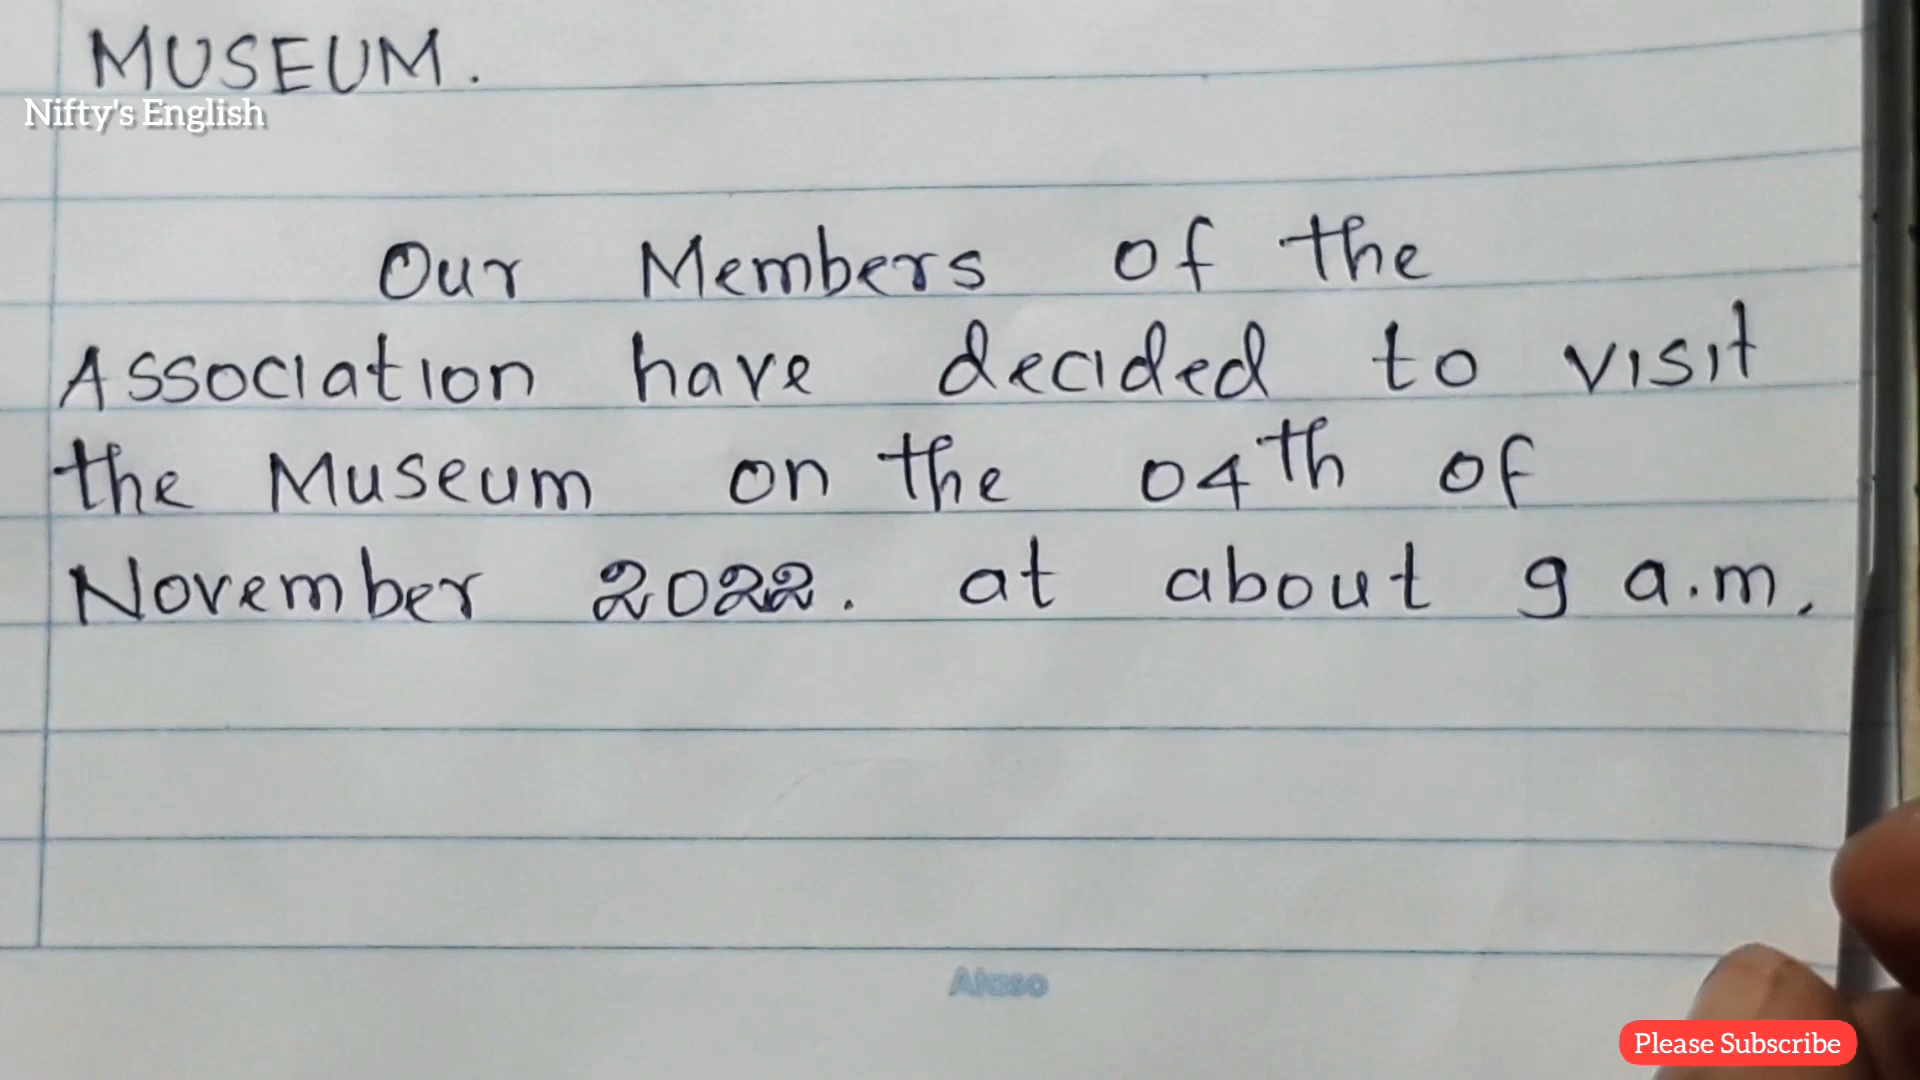 MUSEUM.
Nifty's English
Our Members of the
Association have decided to visit
the Museum on the 04th of
November 2022. at about 9 a.m.
Please Subscribe